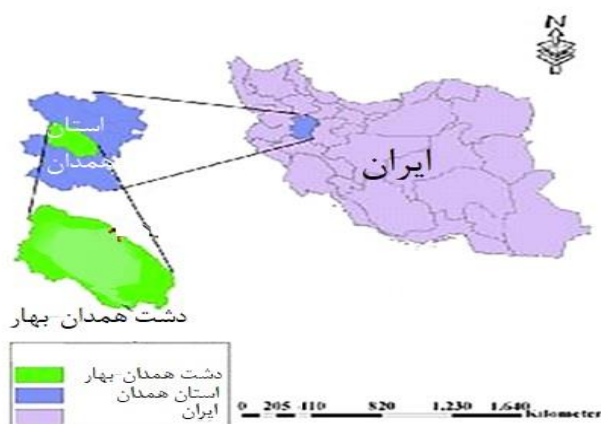 N
استان
همدان
ایران
دشت همدان-بهار
دشت همدان-بهار
استان همدان
ایران
0 205 410 820 1,230 1,640
Kilometer